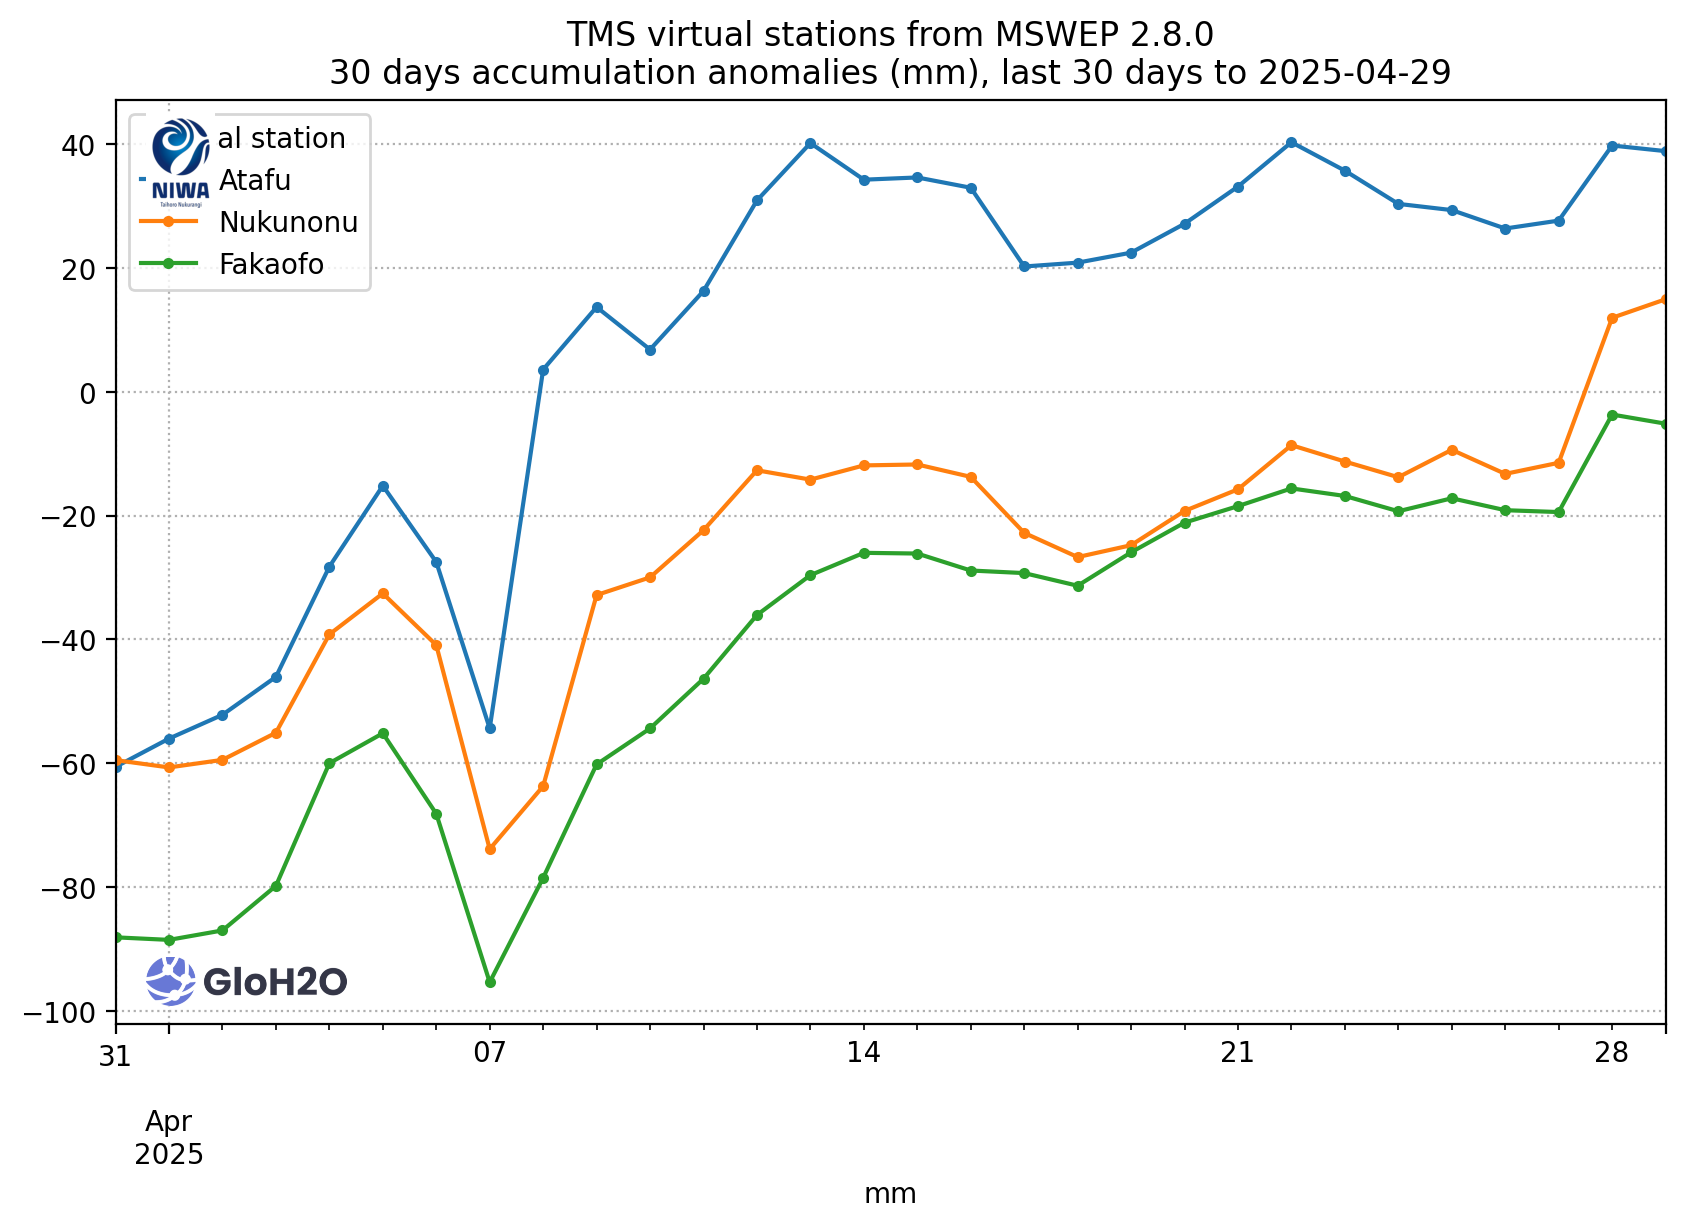 TMS virtual stations from MSWEP 2.8.0
30 days accumulation anomalies (mm), last 30 days to 2025-04-29
al station
Atafu
Nukunonu
Fakaofo
NIWA
Taihoro Nukurangi
40
20
0
−20
−40
−60
−80
−100
GloH2O
31
07
14
21
28
Apr
2025
mm